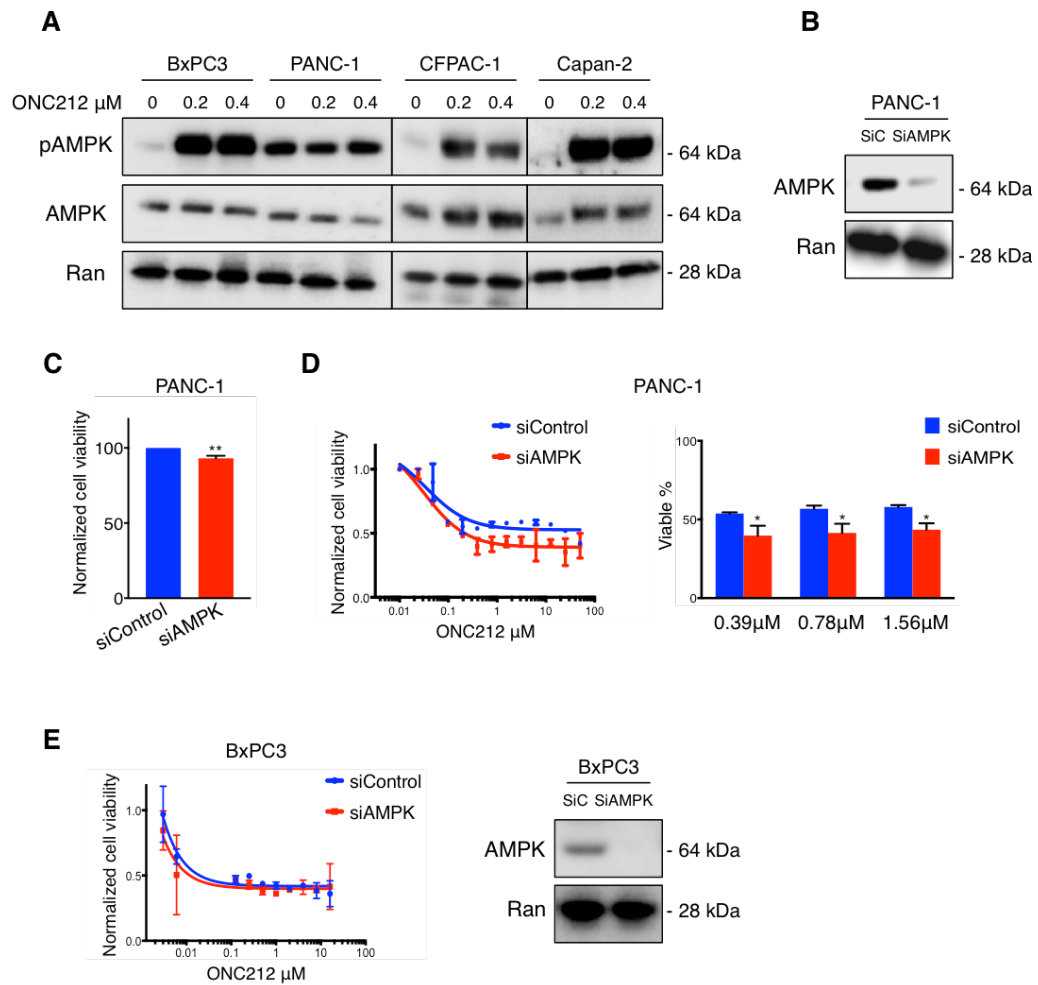 A
B
BxPC3 PANC-1 CFPAC-1 Capan-2
ONC212 µM 0 0.2 0.4 0 0.2 0.4 0 0.2 0.4 0 0.2 0.4
pAMPK - 64 kDa
AMPK - 64 kDa
Ran - 28 kDa
PANC-1
SiC SiAMPK
AMPK - 64 kDa
Ran - 28 kDa
C
PANC-1
Normalized cell viability
100
**
50
0
siControl
siAMPK
D
PANC-1
siControl
siAMPK
Normalized cell viability
1.0
0.5
0.0
0.01 0.1 1 10 100
ONC212 µM
siControl
siAMPK
Viable %
100
50
0
* * *
0.39µM 0.78µM 1.56µM
E
BxPC3
siControl
siAMPK
Normalized cell viability
1.0
0.5
0.0
0.01 0.1 1 10 100
ONC212 µM
BxPC3
SiC SiAMPK
AMPK - 64 kDa
Ran - 28 kDa